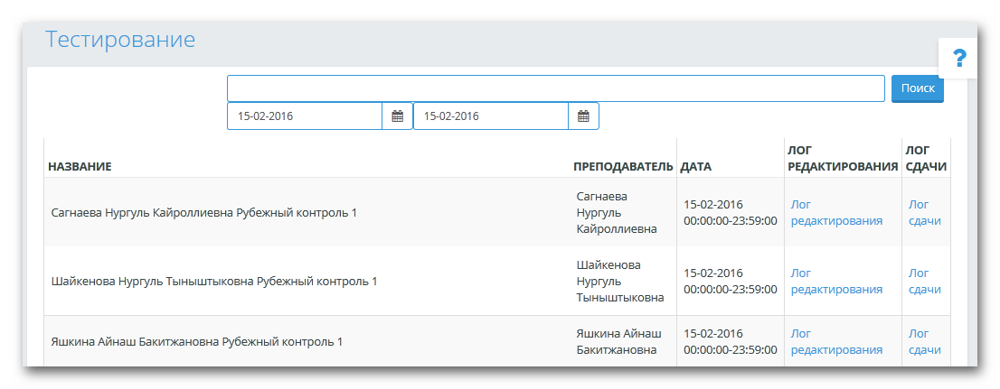 Тестирование
?
Поиск
15-02-2016 15-02-2016
НАЗВАНИЕ ПРЕПОДАВАТЕЛЬ ДАТА ЛОГ РЕДАКТИРОВАНИЯ ЛОГ СДАЧИ
Сагнаева Нургуль Кайроллиевна Рубежный контроль 1
Сагнаева
Нургуль
Кайроллиевна
15-02-2016
00:00:00-23:59:00
Лог
редактирования
Лог
сдачи
Шайкенова Нургуль Тыныштыковна Рубежный контроль 1
Шайкенова
Нургуль
Тыныштыковна
15-02-2016
00:00:00-23:59:00
Лог
редактирования
Лог
сдачи
Яшкина Айнаш Бакитжановна Рубежный контроль 1
Яшкина Айнаш
Бакитжановна
15-02-2016
00:00:00-23:59:00
Лог
редактирования
Лог
сдачи